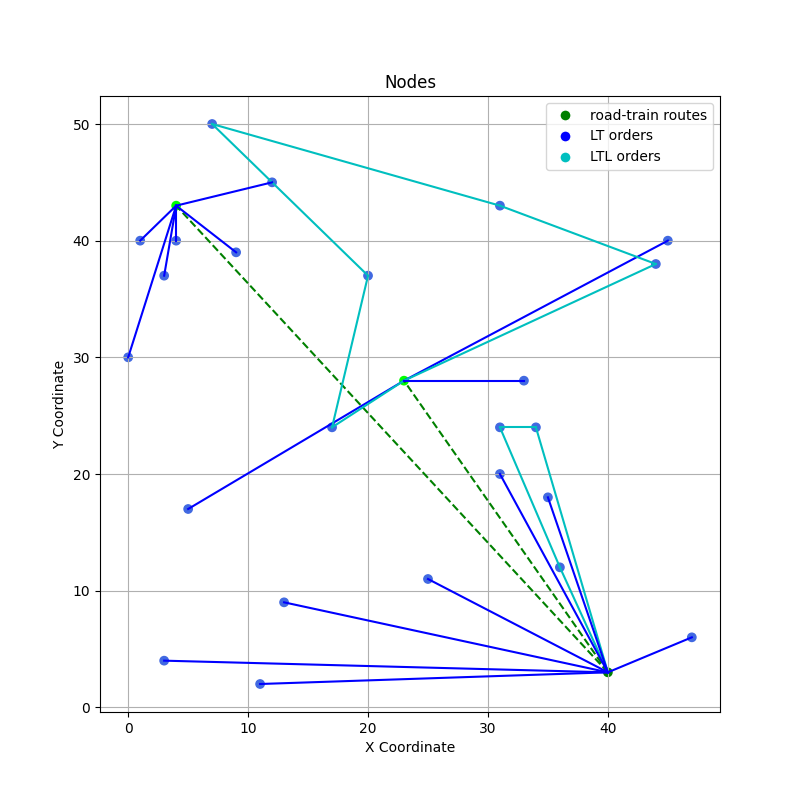 Nodes
road-train routes
LT orders
LTL orders
50
40
30
20
10
0
Y Coordinate
0 10 20 30 40
X Coordinate